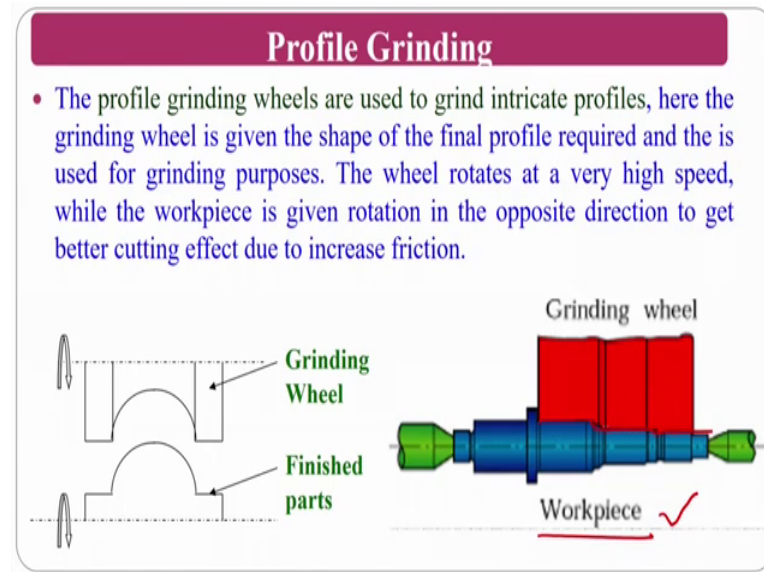 Profile Grinding
• The profile grinding wheels are used to grind intricate profiles, here the
grinding wheel is given the shape of the final profile required and the is
used for grinding purposes. The wheel rotates at a very high speed,
while the workpiece is given rotation in the opposite direction to get
better cutting effect due to increase friction.
Grinding wheel
Grinding
Wheel
Finished
parts
Workpiece